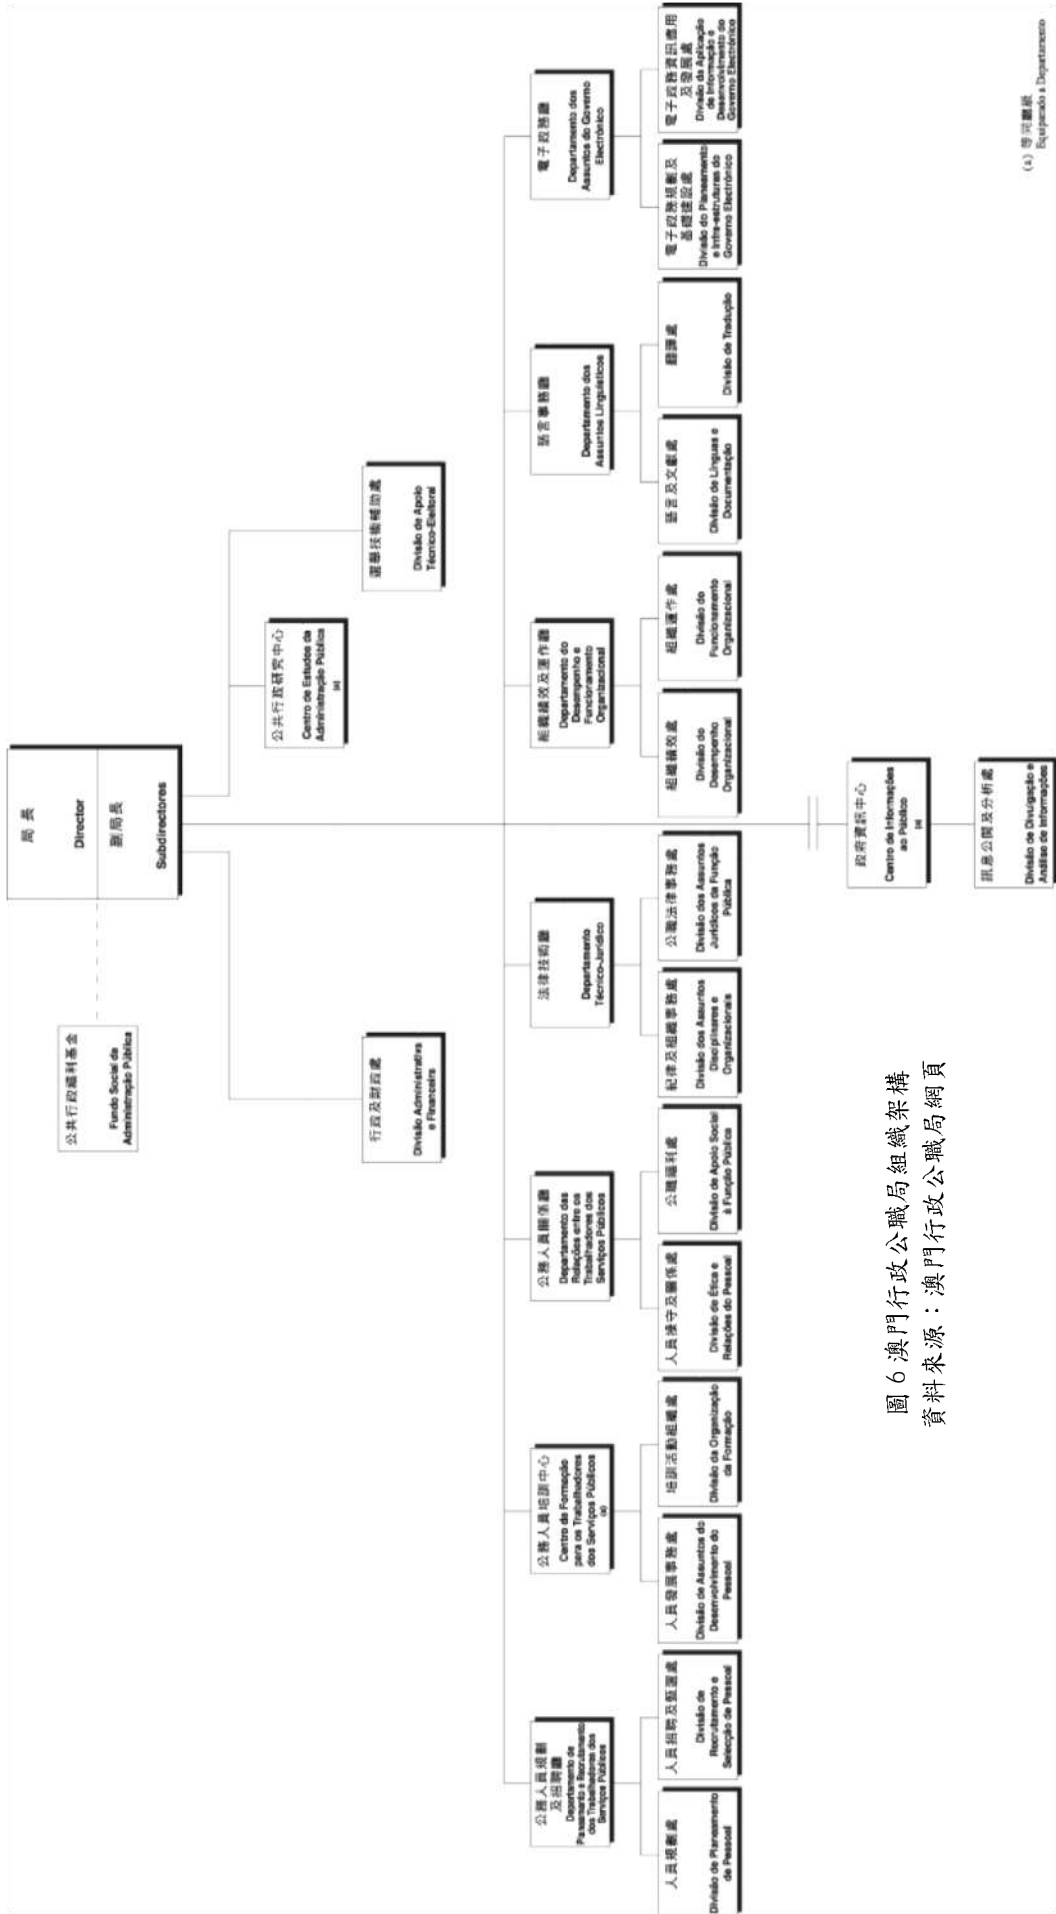 局長
Director
副局長
Subdirectores
公共行政福利基金
Fundo Social da
Administração Pública
公共行政研究中心
Centro de Estudos da
Administração Pública
(a)
行政及財政處
Divisão Administrativa
e Financeira
選舉技術輔助處
Divisão de Apoio
Técnico-Eleitoral
公務人員規劃
及招聘廳
Departamento de
Planeamento e Recrutamento
dos Trabalhadores dos
Serviços Públicos
公務人員培訓中心
Centro de Formação
para os Trabalhadores
dos Serviços Públicos
(a)
公務人員關係廳
Departamento das
Relações entre os
Trabalhadores dos
Serviços Públicos
法律技術廳
Departamento
Técnico-Jurídico
組織績效及運作廳
Departamento do
Desempenho e
Funcionamento
Organizacional
語言事務廳
Departamento dos
Assuntos Linguísticos
電子政務廳
Departamento dos
Assuntos do Governo
Electrónico
人員規劃處
Divisão de Planeamento
de Pessoal
人員招聘及甄選處
Divisão de
Recrutamento e
Selecção de Pessoal
人員發展事務處
Divisão de Assuntos do
Desenvolvimento do
Pessoal
培訓活動組織處
Divisão da Organização
da Formação
人員操守及關係處
Divisão de Ética e
Relações do Pessoal
公職福利處
Divisão de Apoio Social
à Função Pública
紀律及組織事務處
Divisão dos Assuntos
Disciplinares e
Organizacionais
公職法律事務處
Divisão dos Assuntos
Jurídicos da Função
Pública
組織績效處
Divisão do
Desempenho
Organizacional
組織運作處
Divisão do
Funcionamento
Organizacional
語言及文獻處
Divisão de Línguas e
Documentação
翻譯處
Divisão de Tradução
電子政務規劃及
基礎建設處
Divisão do Planeamento
e Infra-estruturas do
Governo Electrónico
電子政務資訊應用
及發展處
Divisão da Aplicação
de Informação e
Desenvolvimento do
Governo Electrónico
政府資訊中心
Centro de Informações
ao Público
(a)
訊息公開及分析處
Divisão de Divulgação e
Análise de Informações
(a) 等同廳級
Equiparado a Departamento
圖6 澳門行政公職局組織架構
資料來源：澳門行政公職局網頁